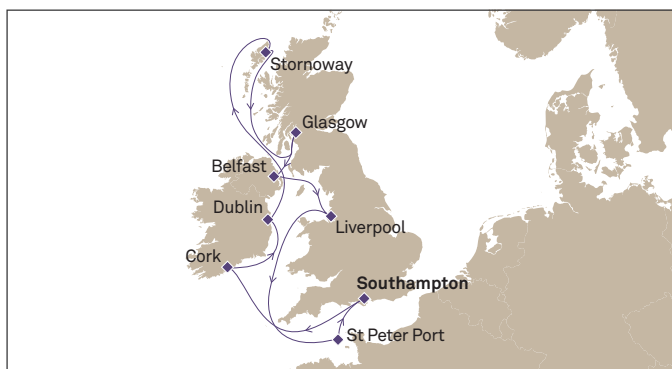 Stornoway
Glasgow
Belfast
Dublin
Liverpool
Cork
Southampton
St Peter Port